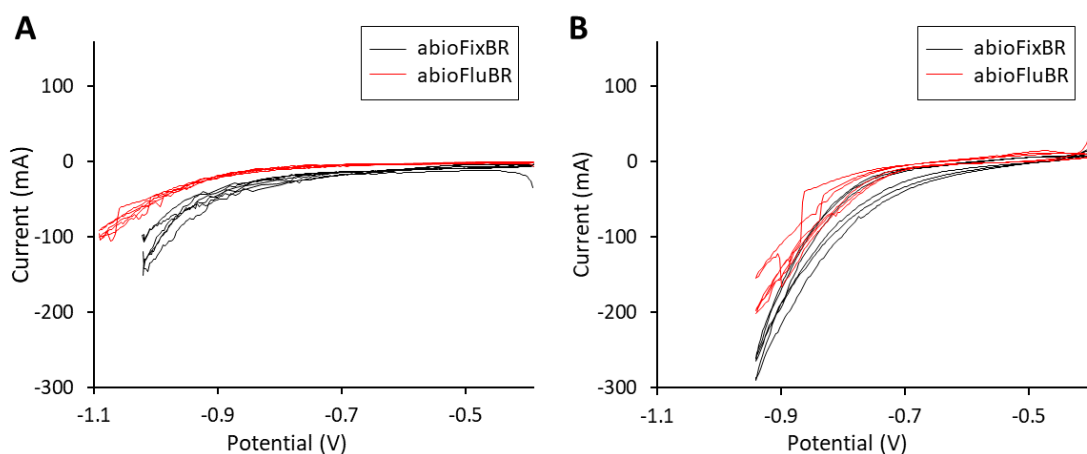 A
abioFixBR
abioFluBR
100
0
-100
-200
-300
Current (mA)
-1.1 -0.9 -0.7 -0.5
Potential (V)
B
abioFixBR
abioFluBR
100
0
-100
-200
-300
Current (mA)
-1.1 -0.9 -0.7 -0.5
Potential (V)